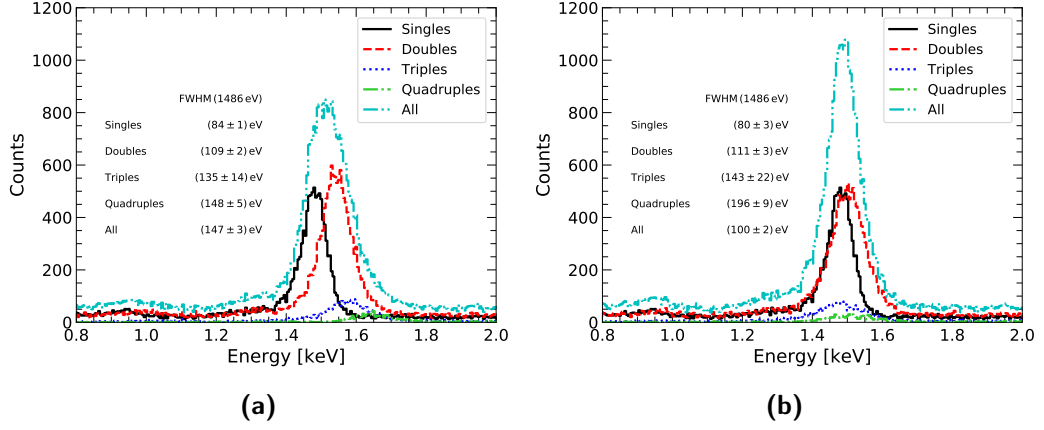 1200
1000
800
600
400
200
0
Counts
0.8 1.0 1.2 1.4 1.6 1.8 2.0
Energy [keV]
Singles
Doubles
Triples
Quadruples
All
FWHM (1486 eV)
Singles (84 ± 1) eV
Doubles (109 ± 2) eV
Triples (135 ± 14) eV
Quadruples (148 ± 5) eV
All (147 ± 3) eV
(a)
1200
1000
800
600
400
200
0
Counts
0.8 1.0 1.2 1.4 1.6 1.8 2.0
Energy [keV]
Singles
Doubles
Triples
Quadruples
All
FWHM (1486 eV)
Singles (80 ± 3) eV
Doubles (111 ± 3) eV
Triples (143 ± 22) eV
Quadruples (196 ± 9) eV
All (100 ± 2) eV
(b)